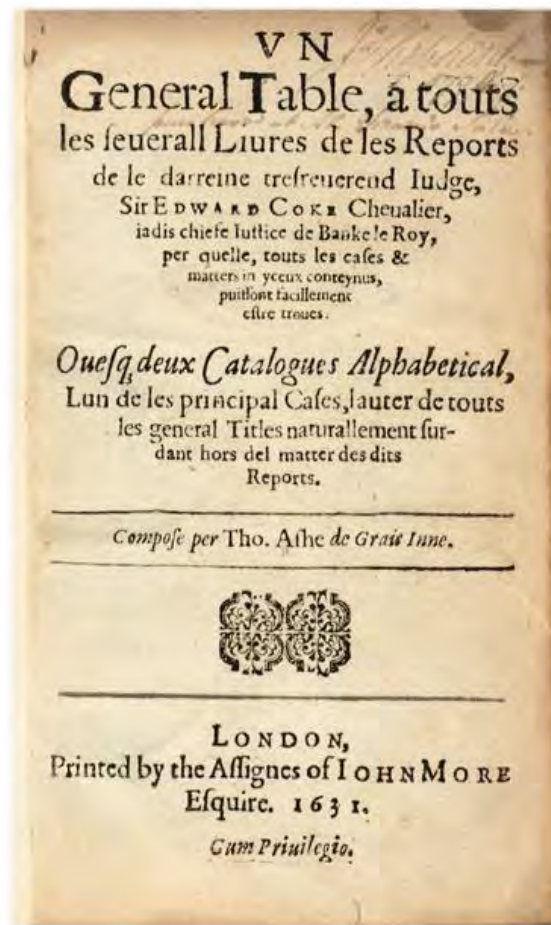 VN
General Table, a touts
les ſeuerall Liures de les Reports
de le darreine treſreuerend Iudge,
Sir EDWARD COKE Cheualier,
iadis chiefe Iuſtice de Banke le Roy,
per quelle, touts les caſes &
matters in yceux conteynus,
puiſſont facillement
eſtre troues.
Oueſq, deux Catalogues Alphabetical,
Lun de les principal Caſes, lauter de touts
les general Titles naturallement ſur-
dant hors del matter des dits
Reports.
Compoſe per Tho. Aſhe de Graie Inne.
LONDON,
Printed by the Aſſignes of IOHN MORE
Eſquire. 1631.
Cum Priuilegio.